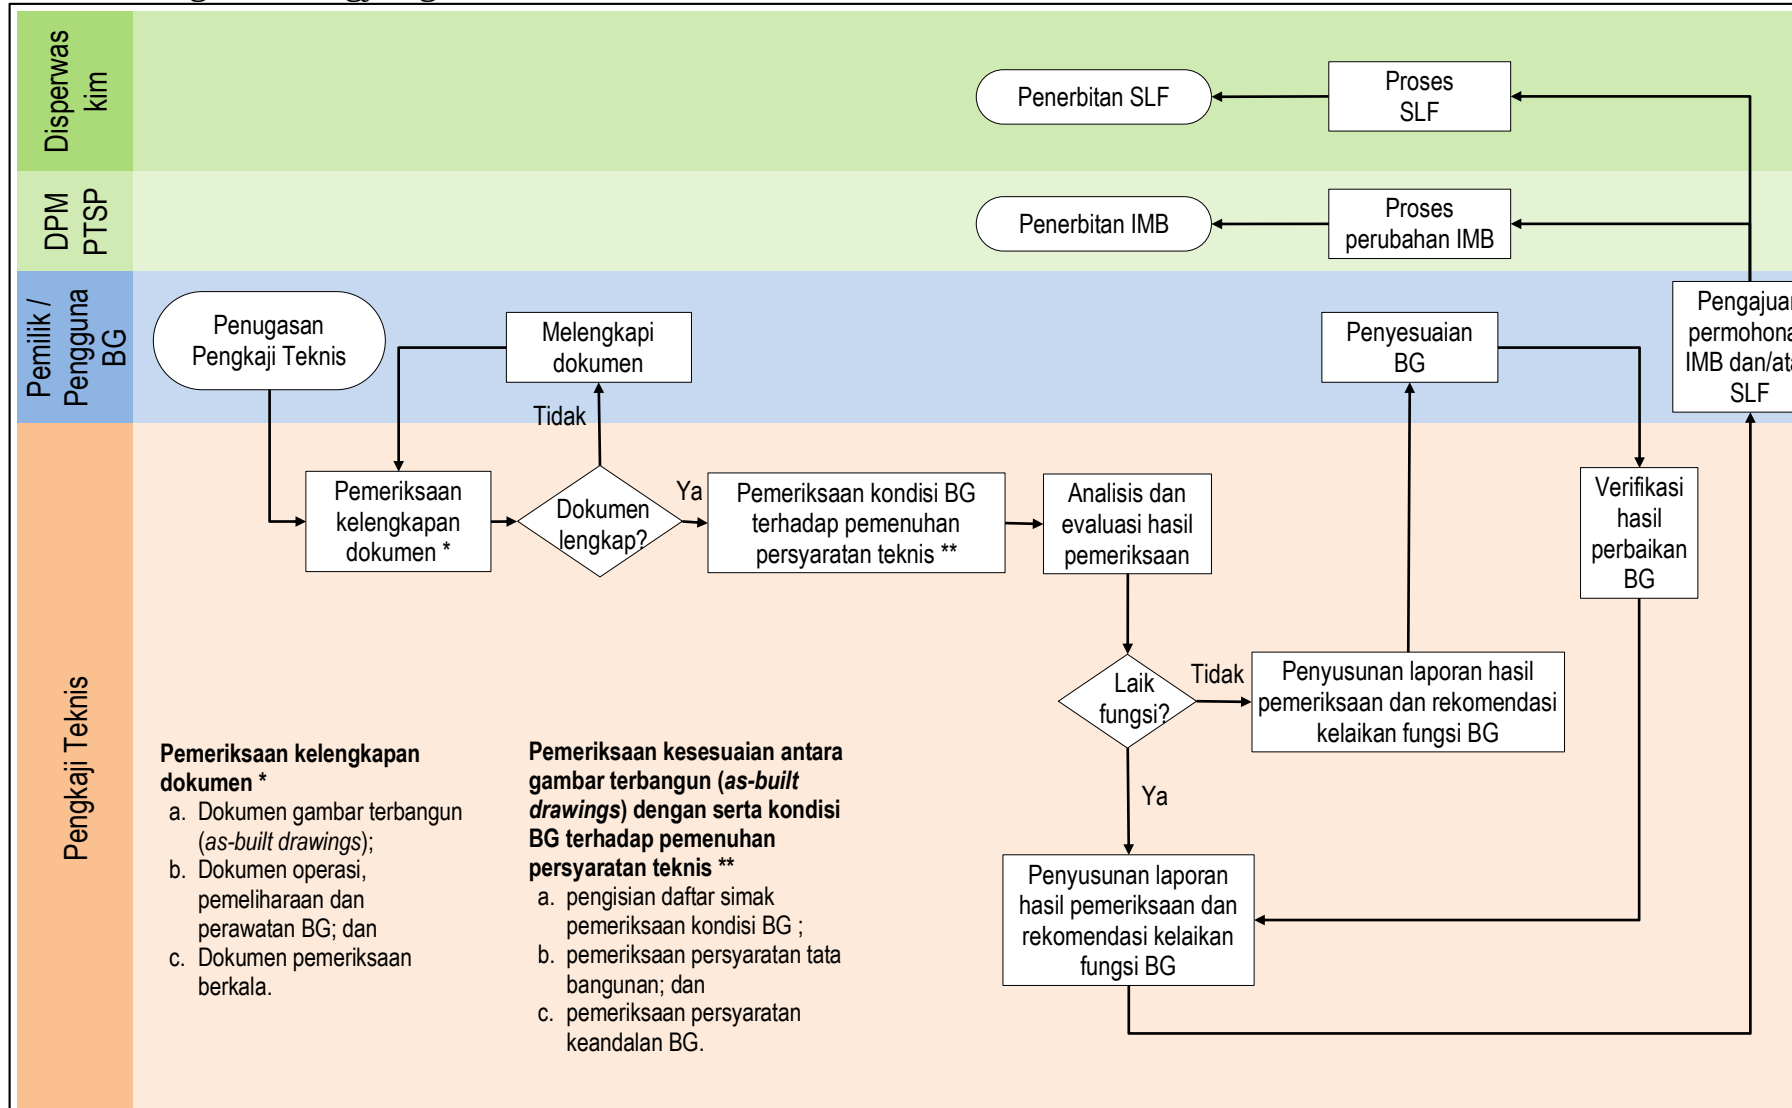 Disperwas
kim
Penerbitan SLF
Proses
SLF
DPM
PTSP
Penerbitan IMB
Proses
perubahan IMB
Pemilik /
Pengguna
BG
Penugasan
Pengkaji Teknis
Melengkapi
dokumen
Penyesuaian
BG
Pengajuan
permohona
IMB dan/ata
SLF
Tidak
Pengkaji Teknis
Pemeriksaan
kelengkapan
dokumen *
Dokumen
lengkap?
Ya
Pemeriksaan kondisi BG
terhadap pemenuhan
persyaratan teknis **
Analisis dan
evaluasi hasil
pemeriksaan
Verifikasi
hasil
perbaikan
BG
Laik
fungsi?
Tidak
Penyusunan laporan hasil
pemeriksaan dan rekomendasi
kelaikan fungsi BG
Ya
Penyusunan laporan
hasil pemeriksaan dan
rekomendasi kelaikan
fungsi BG
Pemeriksaan kelengkapan
dokumen *
a. Dokumen gambar terbangun
(as-built drawings);
b. Dokumen operasi,
pemeliharaan dan
perawatan BG; dan
c. Dokumen pemeriksaan
berkala.
Pemeriksaan kesesuaian antara
gambar terbangun (as-built
drawings) dengan serta kondisi
BG terhadap pemenuhan
persyaratan teknis **
a. pengisian daftar simak
pemeriksaan kondisi BG ;
b. pemeriksaan persyaratan tata
bangunan; dan
c. pemeriksaan persyaratan
keandalan BG.